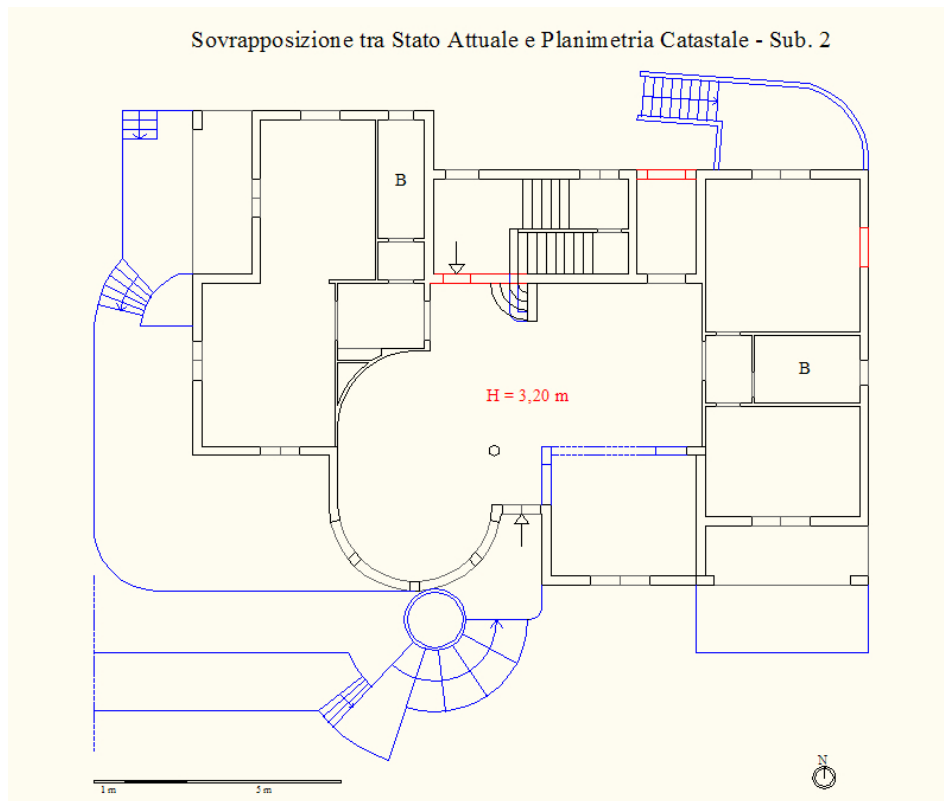 Sovrapposizione tra Stato Attuale e Planimetria Catastale - Sub. 2
B
B
H = 3,20 m
N
1 m
5 m